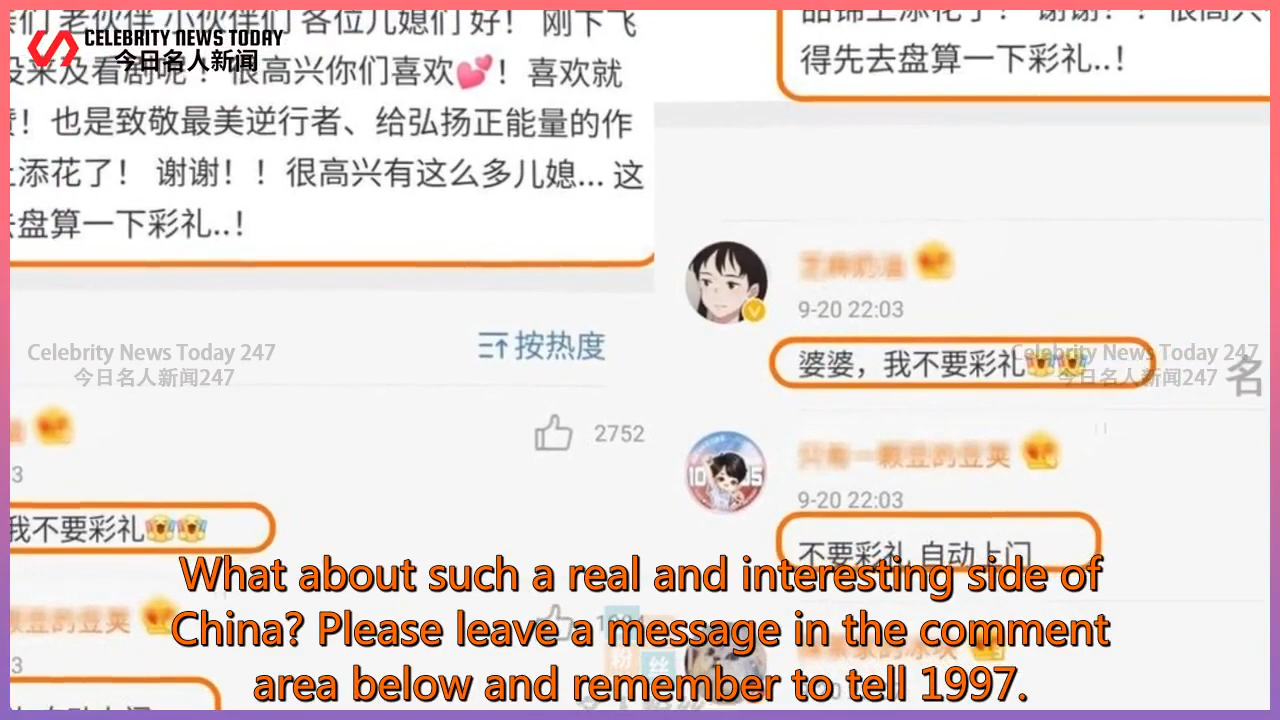 亲们 老伙伴 小伙伴们 各位儿媳们 好！ 刚下飞
CELEBRITY NEWS TODAY
今日名人新闻
没来及看剧呢！很高兴你们喜欢💕！喜欢就
！也是致敬最美逆行者、给弘扬正能量的作
上添花了！ 谢谢！！很高兴有这么多儿媳... 这
去盘算一下彩礼..！
品锦上添花了！ 谢谢！！很高兴
得先去盘算一下彩礼..！
按热度
Celebrity News Today 247
今日名人新闻247
2752
3
我不要彩礼
3
9-20 22:03
婆婆，我不要彩礼
Celebrity News Today 247
今日名人新闻247
名
9-20 22:03
不要彩礼,自动上门
What about such a real and interesting side of
China? Please leave a message in the comment
area below and remember to tell 1997.